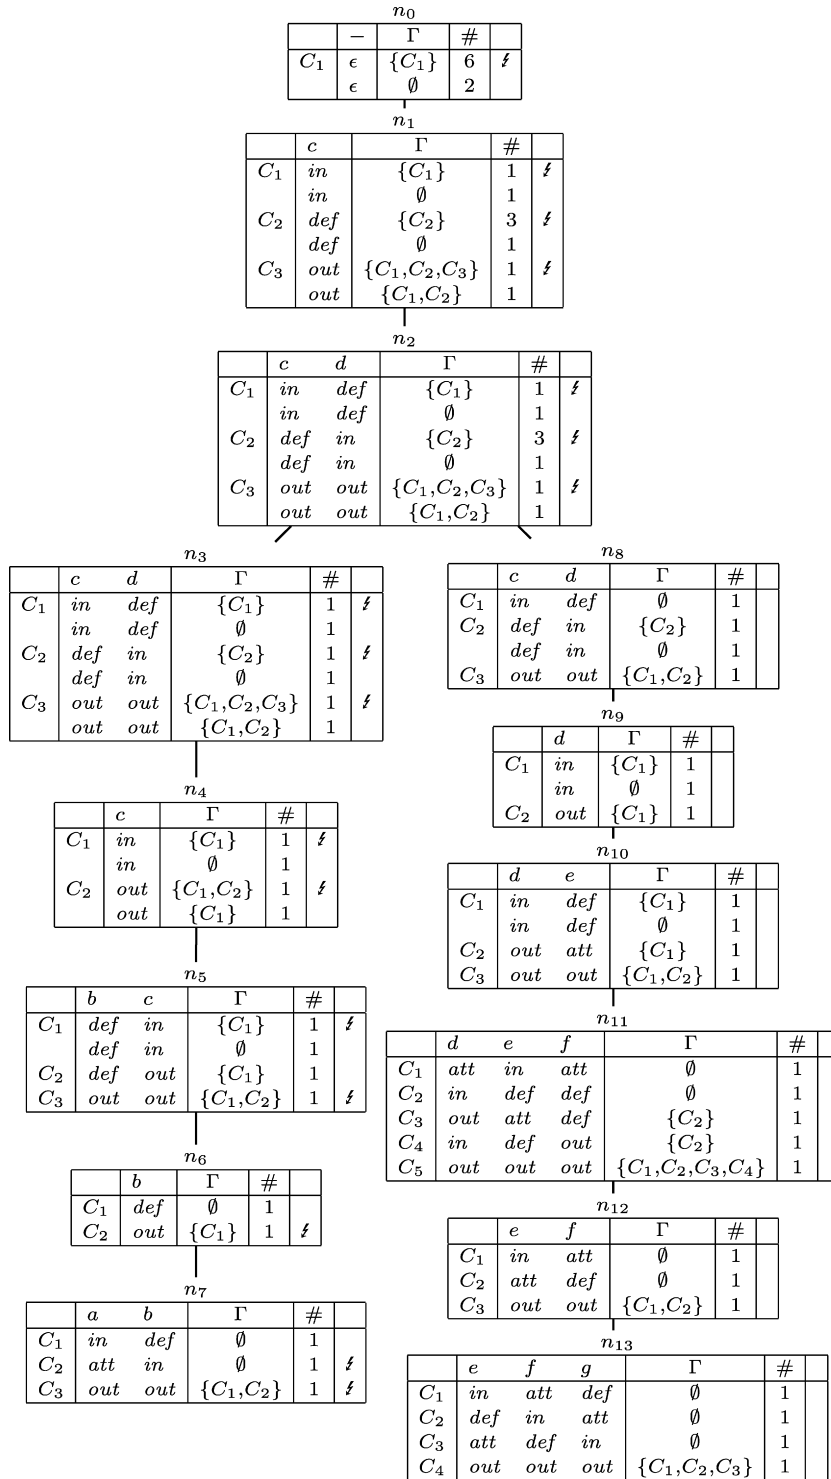 n0
− Γ #
C1 ϵ {C1} 6 ↯
ϵ ∅ 2
n1
c Γ #
C1 in {C1} 1 ↯
in ∅ 1
C2 def {C2} 3 ↯
def ∅ 1
C3 out {C1,C2,C3} 1 ↯
out {C1,C2} 1
n2
c d Γ #
C1 in def {C1} 1 ↯
in def ∅ 1
C2 def in {C2} 3 ↯
def in ∅ 1
C3 out out {C1,C2,C3} 1 ↯
out out {C1,C2} 1
n3
c d Γ #
C1 in def {C1} 1 ↯
in def ∅ 1
C2 def in {C2} 1 ↯
def in ∅ 1
C3 out out {C1,C2,C3} 1 ↯
out out {C1,C2} 1
n4
c Γ #
C1 in {C1} 1 ↯
in ∅ 1
C2 out {C1,C2} 1 ↯
out {C1} 1
n5
b c Γ #
C1 def in {C1} 1 ↯
def in ∅ 1
C2 def out {C1} 1
C3 out out {C1,C2} 1 ↯
n6
b Γ #
C1 def ∅ 1
C2 out {C1} 1 ↯
n7
a b Γ #
C1 in def ∅ 1
C2 att in ∅ 1 ↯
C3 out out {C1,C2} 1 ↯
n8
c d Γ #
C1 in def ∅ 1
C2 def in {C2} 1
def in ∅ 1
C3 out out {C1,C2} 1
n9
d Γ #
C1 in {C1} 1
in ∅ 1
C2 out {C1} 1
n10
d e Γ #
C1 in def {C1} 1
in def ∅ 1
C2 out att {C1} 1
C3 out out {C1,C2} 1
n11
d e f Γ #
C1 att in att ∅ 1
C2 in def def ∅ 1
C3 out att def {C2} 1
C4 in def out {C2} 1
C5 out out out {C1,C2,C3,C4} 1
n12
e f Γ #
C1 in att ∅ 1
C2 att def ∅ 1
C3 out out {C1,C2} 1
n13
e f g Γ #
C1 in att def ∅ 1
C2 def in att ∅ 1
C3 att def in ∅ 1
C4 out out out {C1,C2,C3} 1